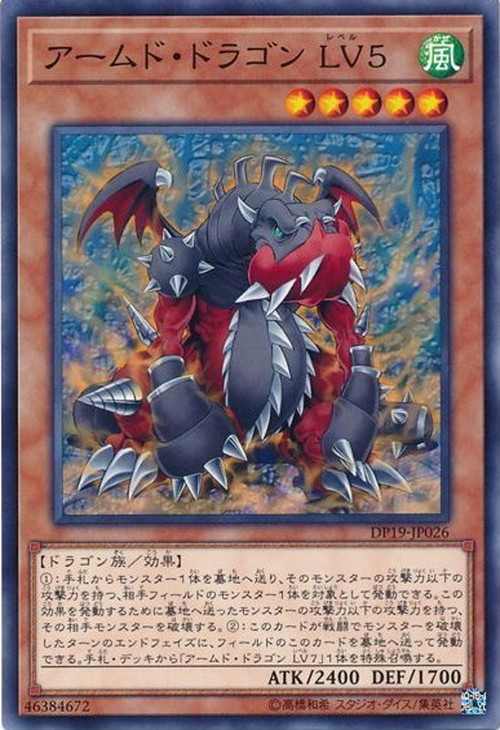 アームド・ドラゴン LV5
風
DP19-JP026
【ドラゴン族／効果】
①：手札からモンスター1体を墓地へ送り、そのモンスターの攻撃力以下の
攻撃力を持つ、相手フィールドのモンスター1体を対象として発動できる。この
効果を発動するために墓地へ送ったモンスターの攻撃力以下の攻撃力を持つ、
その相手モンスターを破壊する。②：このカードが戦闘でモンスターを破壊
したターンのエンドフェイズに、フィールドのこのカードを墓地へ送って発動
できる。手札・デッキから「アームド・ドラゴン LV7」1体を特殊召喚する。
ATK/2400 DEF/1700
46384672 ©高橋和希 スタジオ・ダイス/集英社